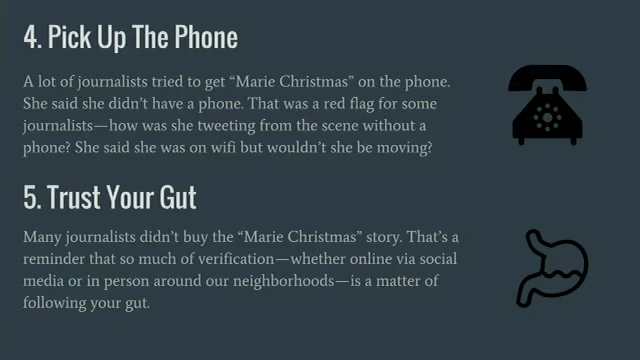 4. Pick Up The Phone
A lot of journalists tried to get “Marie Christmas” on the phone.
She said she didn’t have a phone. That was a red flag for some
journalists—how was she tweeting from the scene without a
phone? She said she was on wifi but wouldn’t she be moving?
5. Trust Your Gut
Many journalists didn’t buy the “Marie Christmas” story. That’s a
reminder that so much of verification—whether online via social
media or in person around our neighborhoods—is a matter of
following your gut.